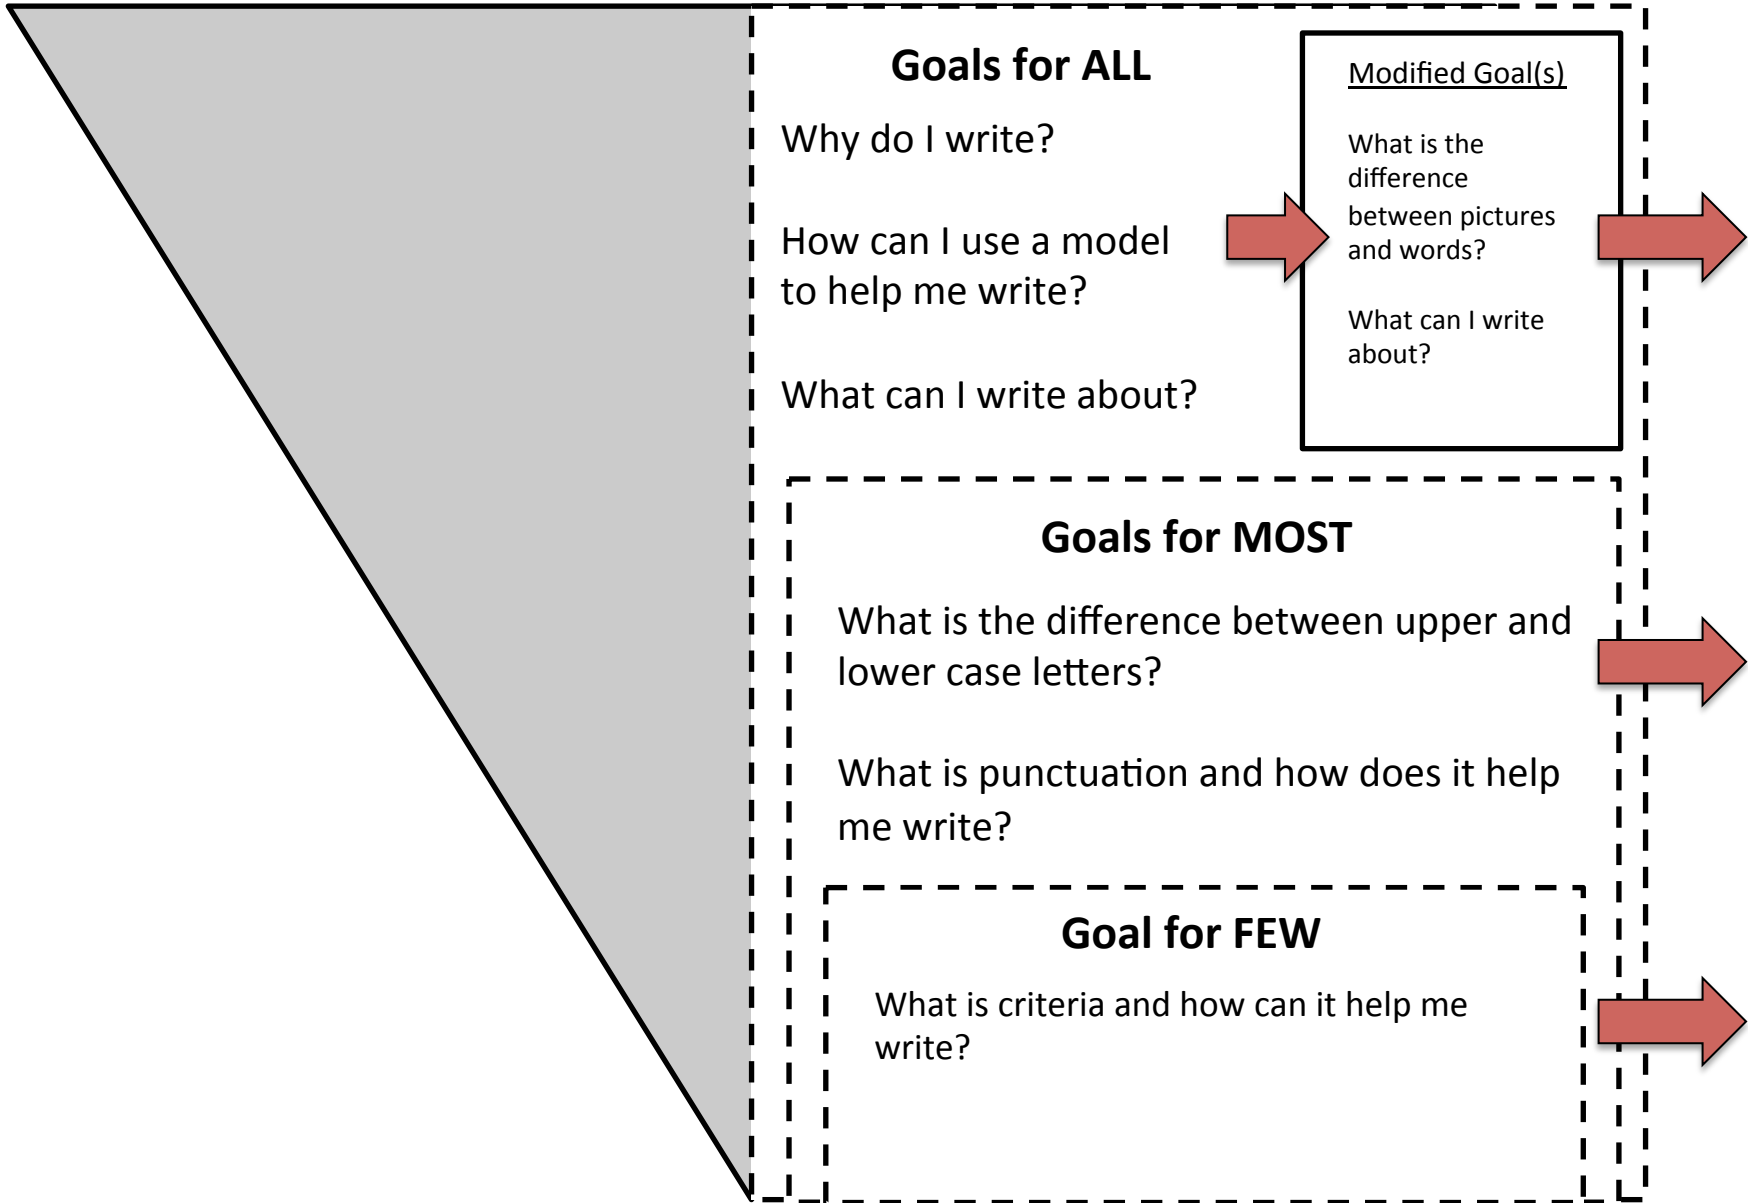 Goals for ALL
Why do I write?
How can I use a model
to help me write?
What can I write about?
Modified Goal(s)
What is the
difference
between pictures
and words?
What can I write
about?
Goals for MOST
What is the difference between upper and
lower case letters?
What is punctuation and how does it help
me write?
Goal for FEW
What is criteria and how can it help me
write?